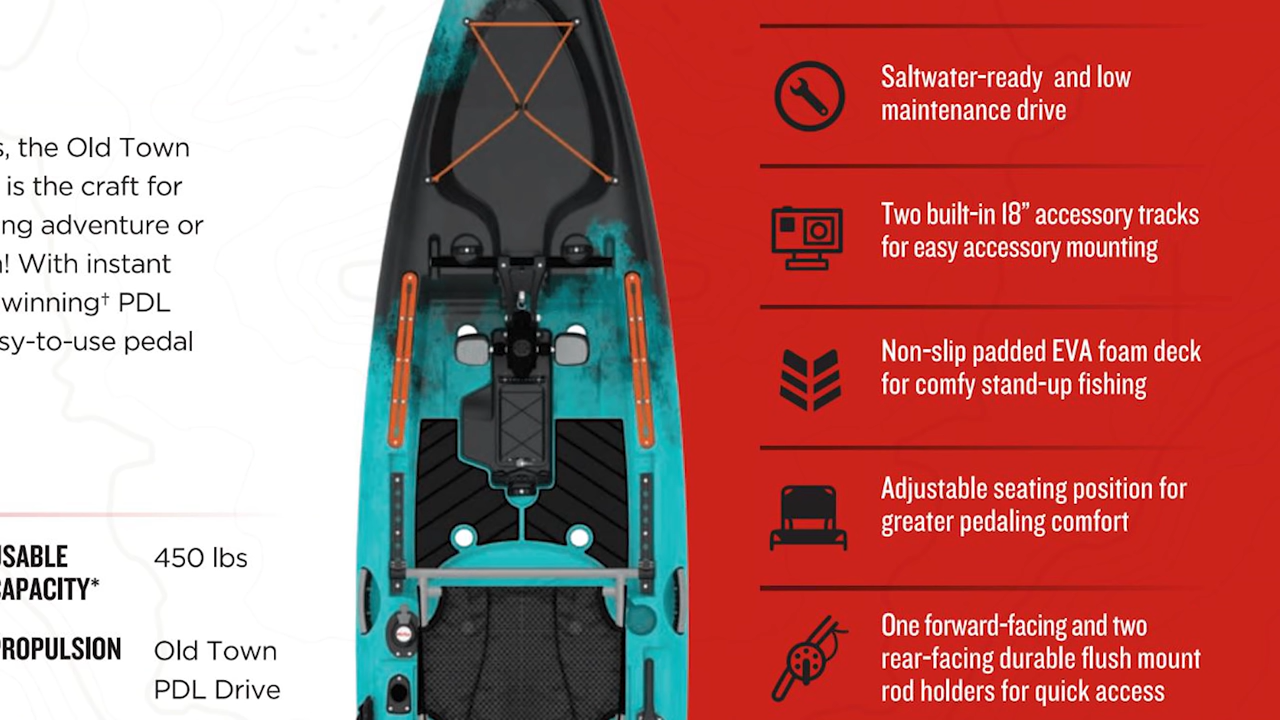 s, the Old Town
is the craft for
ng adventure or
! With instant
winning† PDL
sy-to-use pedal
USABLE
CAPACITY*
450 lbs
PROPULSION
Old Town
PDL Drive
Saltwater-ready and low
maintenance drive
Two built-in 18” accessory tracks
for easy accessory mounting
Non-slip padded EVA foam deck
for comfy stand-up fishing
Adjustable seating position for
greater pedaling comfort
One forward-facing and two
rear-facing durable flush mount
rod holders for quick access